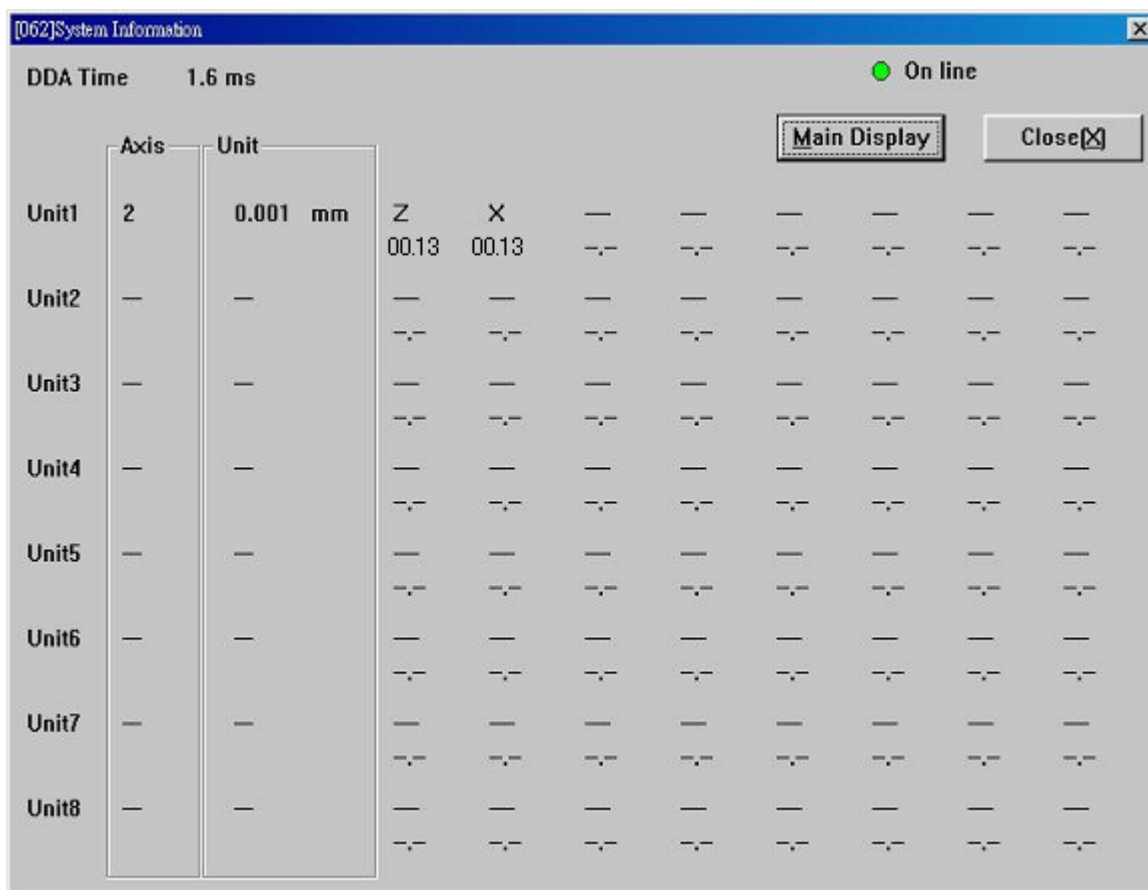 [062]System Information
DDA Time 1.6 ms On line
Main Display Close(X)
Axis Unit
Unit1 2 0.001 mm Z X — — — — — —
00.13 00.13 -.- -.- -.- -.- -.- -.-
Unit2 — — — — — — — — — —
-.- -.- -.- -.- -.- -.- -.- -.-
Unit3 — — — — — — — — — —
-.- -.- -.- -.- -.- -.- -.- -.-
Unit4 — — — — — — — — — —
-.- -.- -.- -.- -.- -.- -.- -.-
Unit5 — — — — — — — — — —
-.- -.- -.- -.- -.- -.- -.- -.-
Unit6 — — — — — — — — — —
-.- -.- -.- -.- -.- -.- -.- -.-
Unit7 — — — — — — — — — —
-.- -.- -.- -.- -.- -.- -.- -.-
Unit8 — — — — — — — — — —
-.- -.- -.- -.- -.- -.- -.- -.-